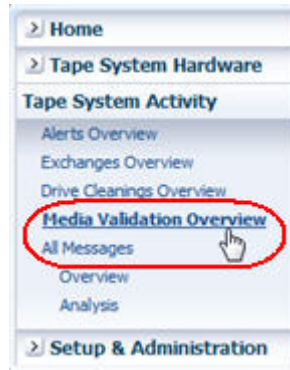 Home
Tape System Hardware
Tape System Activity
Alerts Overview
Exchanges Overview
Drive Cleanings Overview
Media Validation Overview
All Messages
Overview
Analysis
Setup & Administration